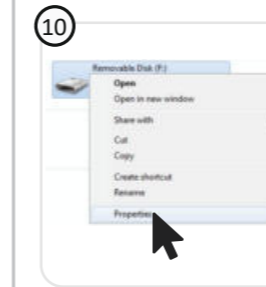 10
Removable Disk (F:)
Open
Open in new window
Share with
Cut
Copy
Create shortcut
Rename
Properties